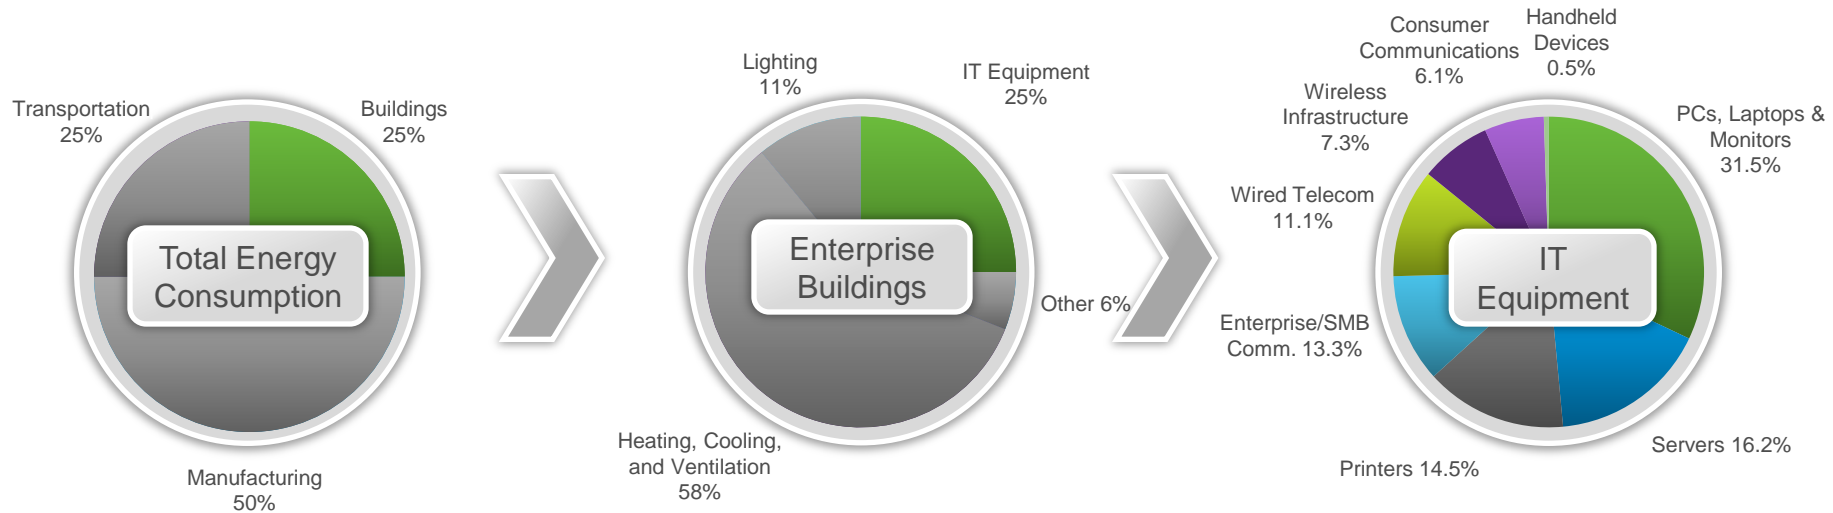 Transportation
25%
Buildings
25%
Total Energy
Consumption
Manufacturing
50%
Lighting
11%
IT Equipment
25%
Enterprise
Buildings
Other 6%
Heating, Cooling,
and Ventilation
58%
Consumer
Communications
6.1%
Handheld
Devices
0.5%
Wireless
Infrastructure
7.3%
PCs, Laptops &
Monitors
31.5%
Wired Telecom
11.1%
IT
Equipment
Enterprise/SMB
Comm. 13.3%
Printers 14.5%
Servers 16.2%